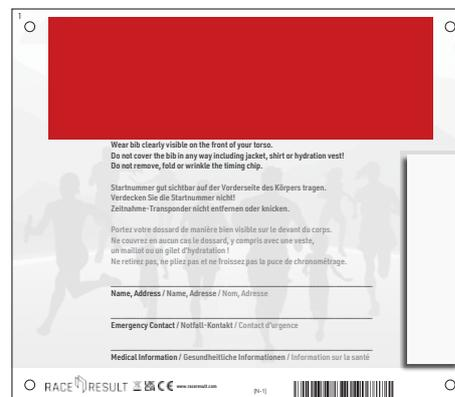 1
Wear bib clearly visible on the front of your torso.
Do not cover the bib in any way including jacket, shirt or hydration vest!
Do not remove, fold or wrinkle the timing chip.
Startnummer gut sichtbar auf der Vorderseite des Körpers tragen.
Verdecken Sie die Startnummer nicht!
Zeitnahme-Transponder nicht entfernen oder knicken.
Portez votre dossard de manière bien visible sur le devant du corps.
Ne couvrez en aucun cas le dossard, y compris avec une veste,
un maillot ou un gilet d'hydratation !
Ne retirez pas, ne pliez pas et ne froissez pas la puce de chronométrage.
Name, Address / Name, Adresse / Nom, Adresse
Emergency Contact / Notfall-Kontakt / Contact d'urgence
Medical Information / Gesundheitliche Informationen / Information sur la santé
RACE RESULT UKCA CE www.raceresult.com [N-1]